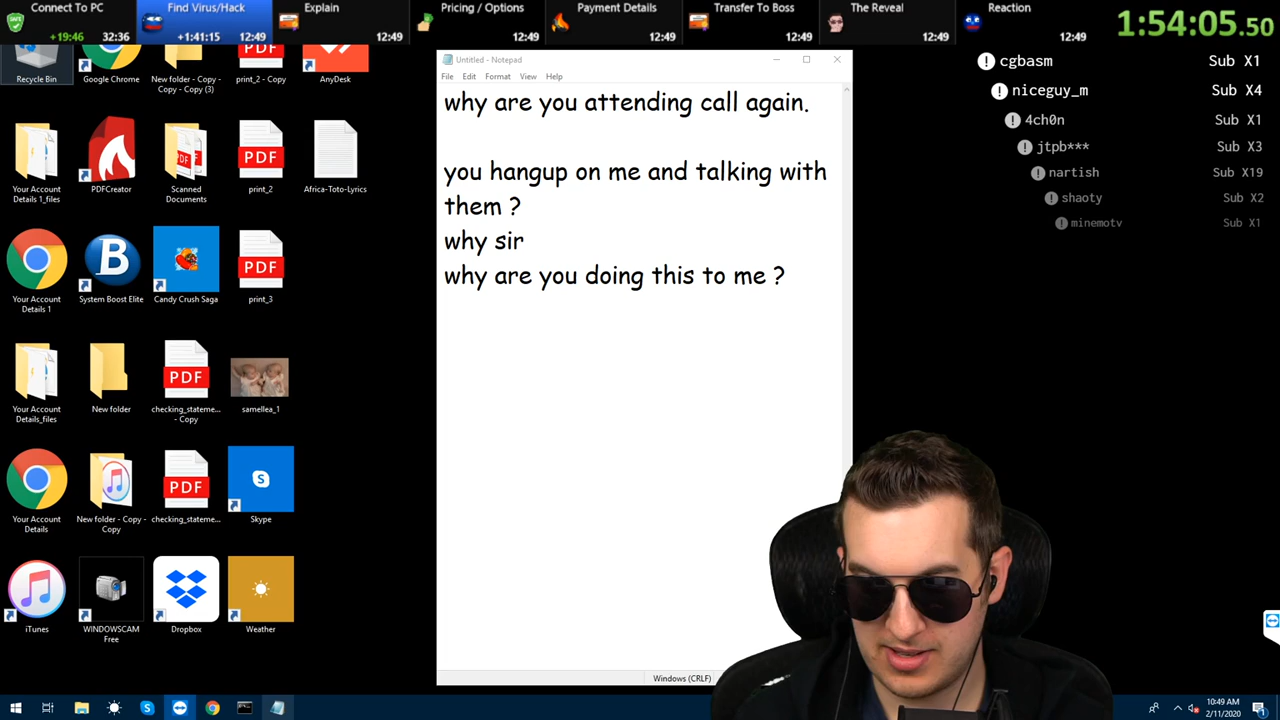 Connect To PC
+19:46 32:36
Find Virus/Hack
+1:41:15 12:49
Explain
12:49
Pricing / Options
12:49
Payment Details
12:49
Transfer To Boss
12:49
The Reveal
12:49
Reaction
12:49
1:54:05.50
Recycle Bin
Google Chrome
New folder - Copy - Copy - Copy (3)
print_2 - Copy
AnyDesk
Your Account Details 1_files
PDFCreator
Scanned Documents
PDF
print_2
Africa-Toto-Lyrics
Your Account Details 1
B
System Boost Elite
Candy Crush Saga
PDF
print_3
Your Account Details_files
New folder
PDF
checking_stateme... - Copy
samellea_1
Your Account Details
New folder - Copy - Copy
PDF
checking_stateme...
Skype
iTunes
WINDOWSCAM Free
Dropbox
Weather
Untitled - Notepad
File Edit Format View Help
why are you attending call again.
you hangup on me and talking with
them ?
why sir
why are you doing this to me ?
Windows (CRLF)
cgbasm Sub X1
niceguy_m Sub X4
4ch0n Sub X1
jtpb*** Sub X3
nartish Sub X19
shaoty Sub X2
minemotv Sub X1
10:49 AM
2/11/2020